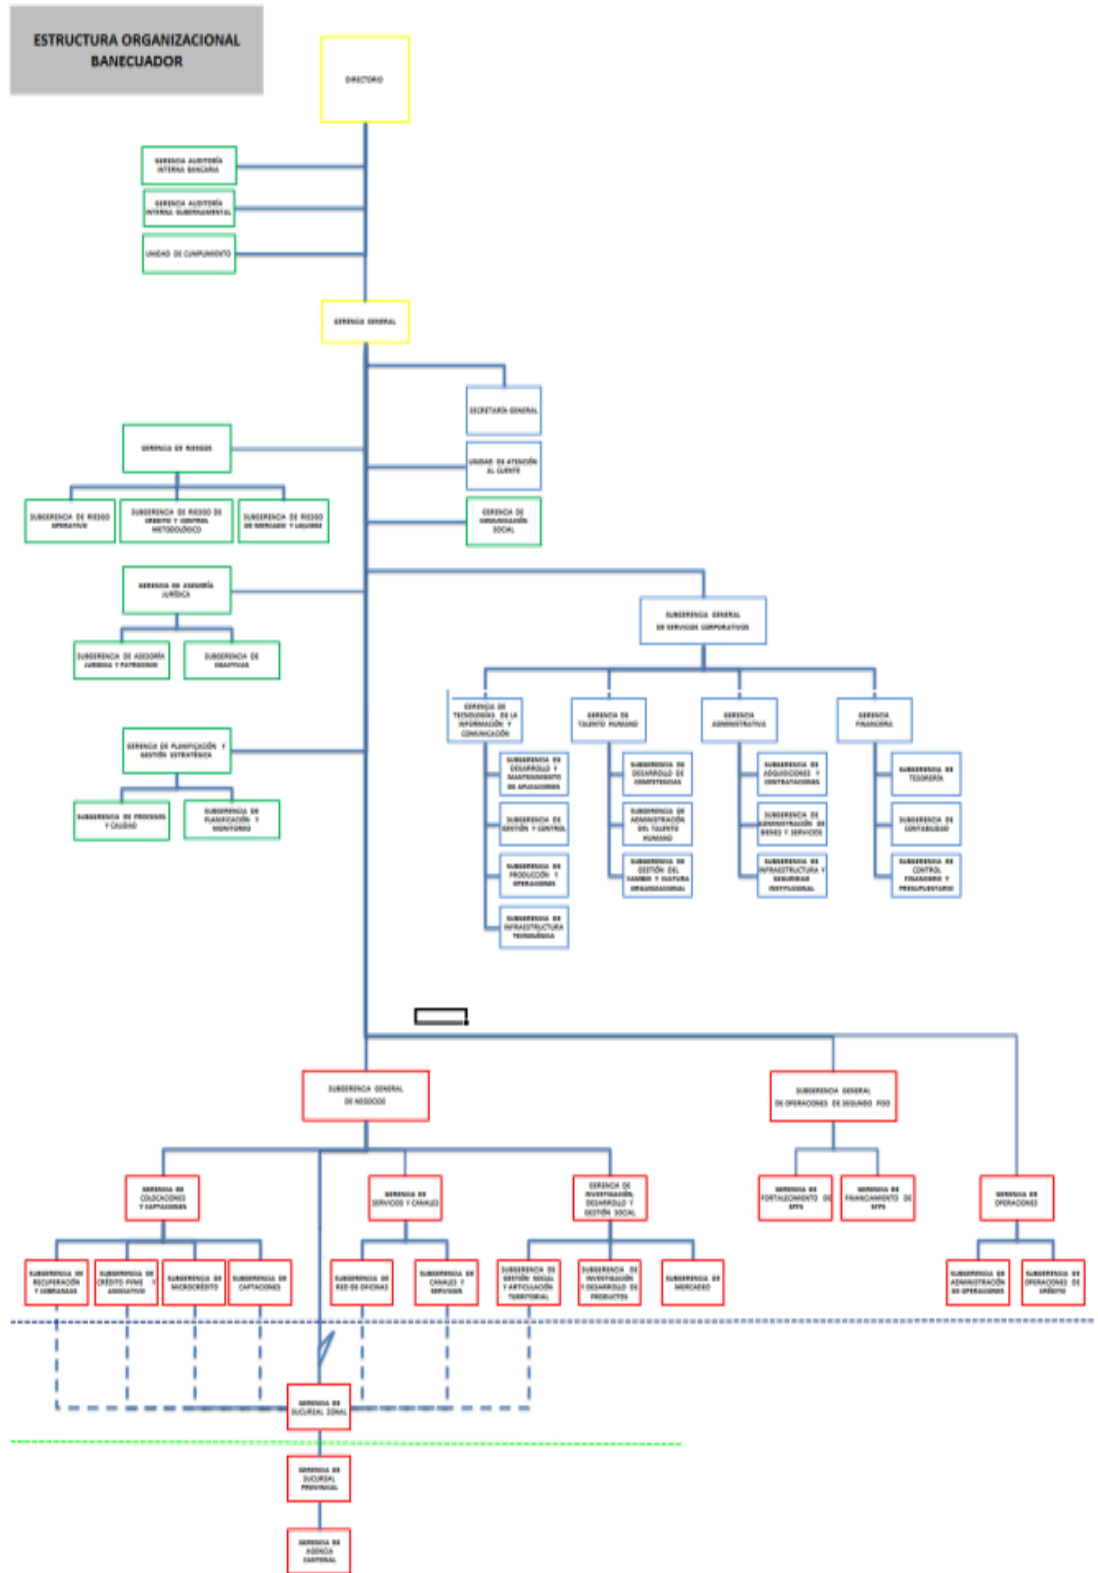 ESTRUCTURA ORGANIZACIONAL
BANECUADOR
DIRECTORIO
GERENCIA AUDITORÍA
INTERNA BANCARIA
GERENCIA AUDITORÍA
INTERNA GUBERNAMENTAL
UNIDAD DE CUMPLIMIENTO
GERENCIA GENERAL
SECRETARÍA GENERAL
UNIDAD DE ATENCIÓN
AL CLIENTE
GERENCIA DE
COMUNICACIÓN
SOCIAL
GERENCIA DE RIESGOS
SUBGERENCIA DE RIESGO
OPERATIVO
SUBGERENCIA DE RIESGO DE
CRÉDITO Y CONTROL
METODOLÓGICO
SUBGERENCIA DE RIESGO
DE MERCADO Y LIQUIDEZ
GERENCIA DE ASESORÍA
JURÍDICA
SUBGERENCIA DE ASESORÍA
JURIDICA Y PATROCINIO
SUBGERENCIA DE
COACTIVAS
SUBGERENCIA GENERAL
DE SERVICIOS CORPORATIVOS
GERENCIA DE
TECNOLOGÍAS DE LA
INFORMACIÓN Y
COMUNICACIÓN
GERENCIA DE
TALENTO HUMANO
GERENCIA
ADMINISTRATIVA
GERENCIA
FINANCIERA
GERENCIA DE PLANIFICACIÓN Y
GESTIÓN ESTRATÉGICA
SUBGERENCIA DE PROCESOS
Y CALIDAD
SUBGERENCIA DE
PLANIFICACIÓN Y
MONITOREO
SUBGERENCIA DE
DESARROLLO Y
MANTENIMIENTO
DE APLICACIONES
SUBGERENCIA DE
DESARROLLO DE
COMPETENCIAS
SUBGERENCIA DE
ADQUICIONES Y
CONTRATACIONES
SUBGERENCIA DE
TESORERÍA
SUBGERENCIA DE
GESTIÓN Y CONTROL
SUBGERENCIA DE
ADMINISTRACIÓN
DEL TALENTO
HUMANO
SUBGERENCIA DE
ADMINISTRACIÓN DE
BIENES Y SERVICIOS
SUBGERENCIA DE
CONTABILIDAD
SUBGERENCIA DE
PRODUCCIÓN Y
OPERACIONES
SUBGERENCIA DE
GESTIÓN DEL
CAMBIO Y CULTURA
ORGANIZACIONAL
SUBGERENCIA DE
INFRAESTRUCTURA Y
SEGURIDAD
INSTITUCIONAL
SUBGERENCIA DE
CONTROL
FINANCIERO Y
PRESUPUESTARIO
SUBGERENCIA DE
INFRAESTRUCTURA
TECNOLÓGICA
SUBGERENCIA GENERAL
DE NEGOCIOS
SUBGERENCIA GENERAL
DE OPERACIONES DE SEGUNDO PISO
GERENCIA DE
COLOCACIONES
Y CAPTACIONES
GERENCIA DE
SERVICIOS Y CANALES
GERENCIA DE
INVESTIGACIÓN,
DESARROLLO Y
GESTIÓN SOCIAL
GERENCIA DE
FORTALECIMIENTO DE
SFPS
GERENCIA DE
FINANCIAMIENTO DE
SFPS
GERENCIA DE
OPERACIONES
SUBGERENCIA DE
RECUPERACIÓN
Y COBRANZAS
SUBGERENCIA DE
CRÉDITO PYME Y
ASOCIATIVO
SUBGERENCIA DE
MICROCRÉDITO
SUBGERENCIA DE
CAPTACIONES
SUBGERENCIA DE
RED DE OFICINAS
SUBGERENCIA DE
CANALES Y
SERVICIOS
SUBGERENCIA DE
GESTIÓN SOCIAL
Y ARTICULACIÓN
TERRITORIAL
SUBGERENCIA DE
INVESTIGACIÓN
Y DESARROLLO DE
PRODUCTOS
SUBGERENCIA DE
MERCADEO
SUBGERENCIA DE
ADMINISTRACIÓN
DE OPERACIONES
SUBGERENCIA DE
OPERACIONES DE
CRÉDITO
GERENCIA DE
SUCURSAL ZONAL
GERENCIA DE
SUCURSAL
PROVINCIAL
GERENCIA DE
AGENCIA
CANTONAL